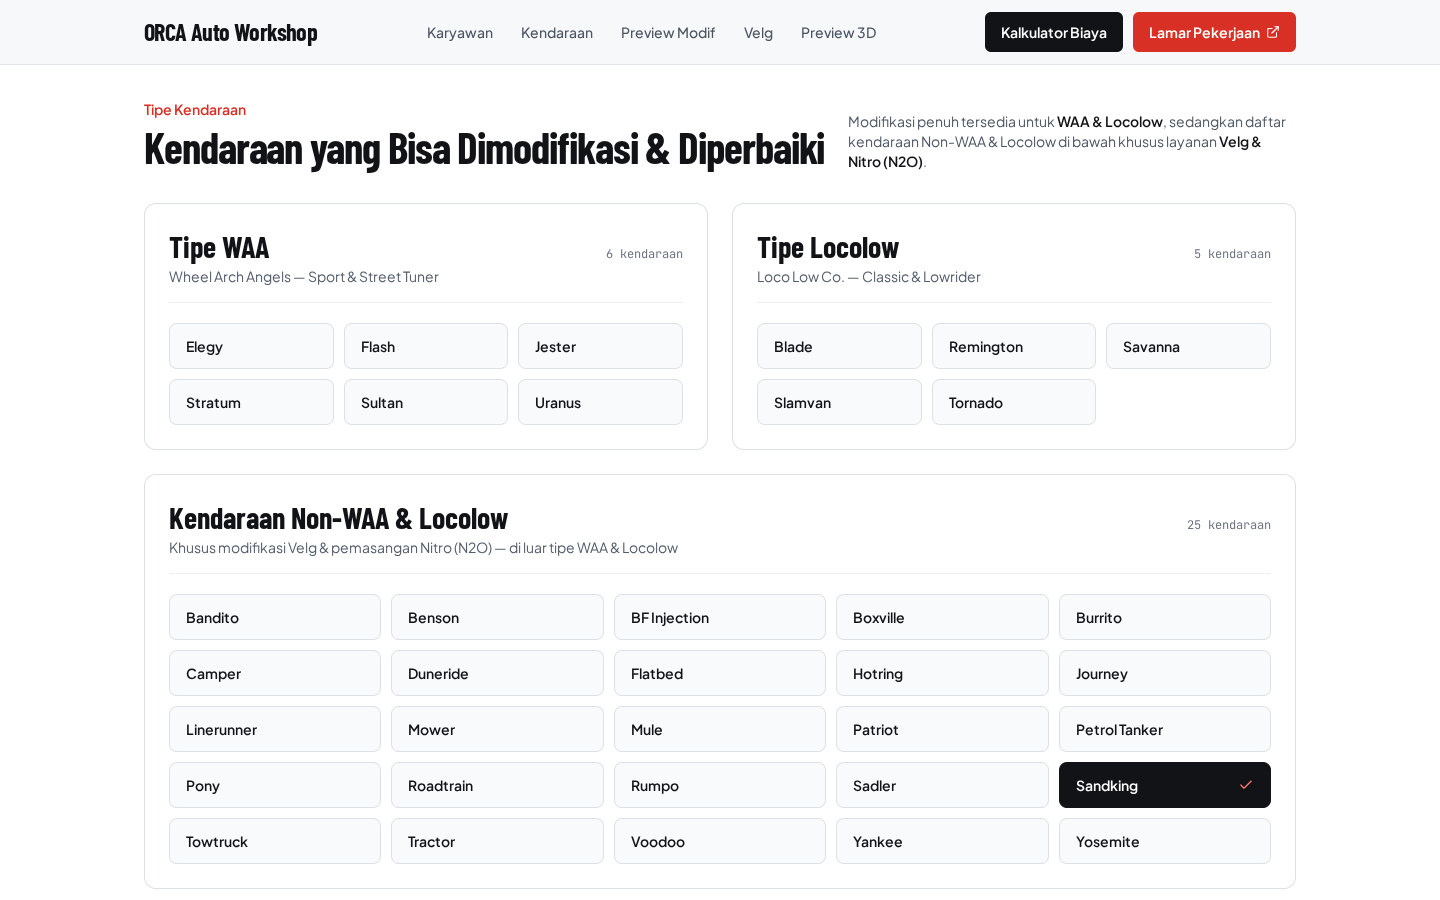 ORCA Auto Workshop
Karyawan
Kendaraan
Preview Modif
Velg
Preview 3D
Kalkulator Biaya
Lamar Pekerjaan
Tipe Kendaraan
Kendaraan yang Bisa Dimodifikasi & Diperbaiki
Modifikasi penuh tersedia untuk WAA & Locolow, sedangkan daftar
kendaraan Non-WAA & Locolow di bawah khusus layanan Velg &
Nitro (N2O).
Tipe WAA
6 kendaraan
Wheel Arch Angels — Sport & Street Tuner
Elegy
Flash
Jester
Stratum
Sultan
Uranus
Tipe Locolow
5 kendaraan
Loco Low Co. — Classic & Lowrider
Blade
Remington
Savanna
Slamvan
Tornado
Kendaraan Non-WAA & Locolow
25 kendaraan
Khusus modifikasi Velg & pemasangan Nitro (N2O) — di luar tipe WAA & Locolow
Bandito
Benson
BF Injection
Boxville
Burrito
Camper
Duneride
Flatbed
Hotring
Journey
Linerunner
Mower
Mule
Patriot
Petrol Tanker
Pony
Roadtrain
Rumpo
Sadler
Sandking
Towtruck
Tractor
Voodoo
Yankee
Yosemite